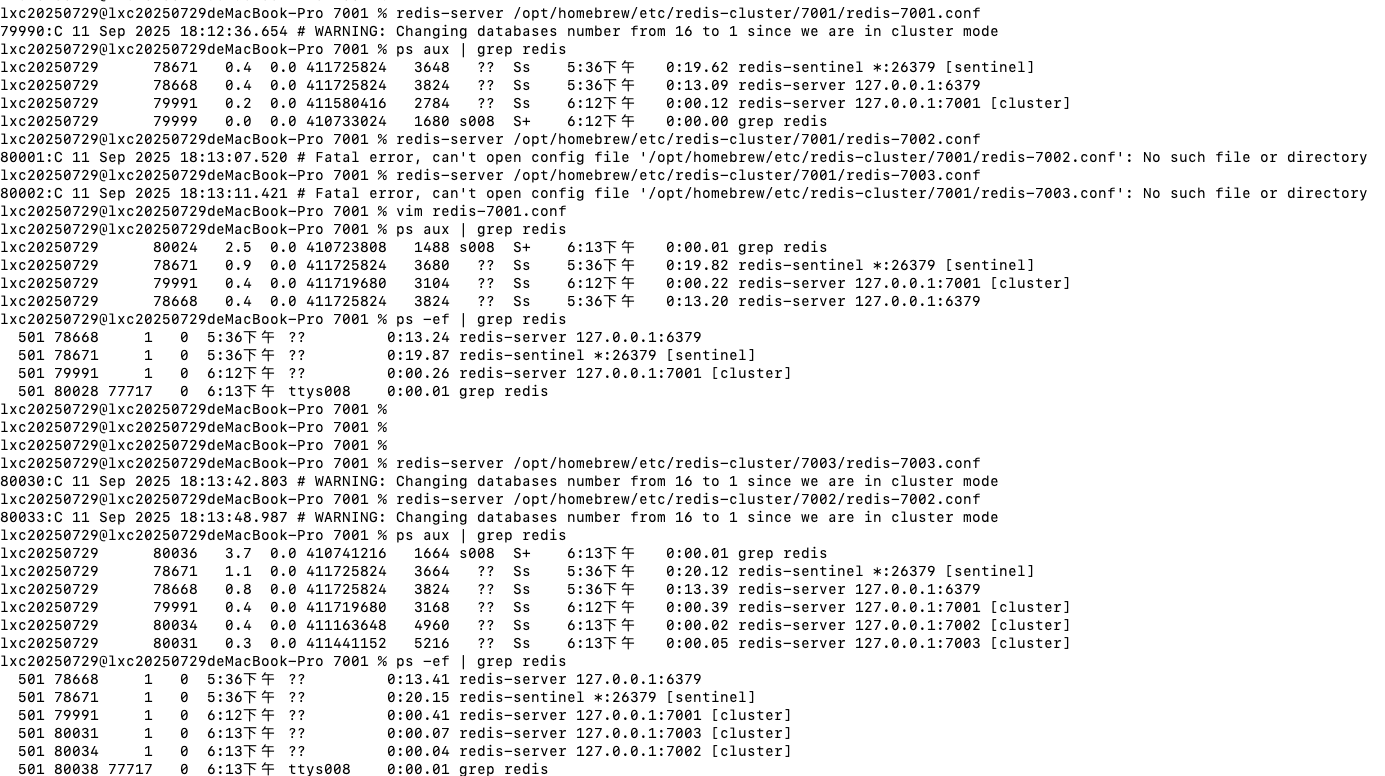 lxc20250729@lxc20250729deMacBook-Pro 7001 % redis-server /opt/homebrew/etc/redis-cluster/7001/redis-7001.conf
79990:C 11 Sep 2025 18:12:36.654 # WARNING: Changing databases number from 16 to 1 since we are in cluster mode
lxc20250729@lxc20250729deMacBook-Pro 7001 % ps aux | grep redis
lxc20250729      78671   0.4  0.0 411725824   3648   ??  Ss    5:36下午   0:19.62 redis-sentinel *:26379 [sentinel]
lxc20250729      78668   0.4  0.0 411725824   3824   ??  Ss    5:36下午   0:13.09 redis-server 127.0.0.1:6379
lxc20250729      79991   0.2  0.0 411580416   2784   ??  Ss    6:12下午   0:00.12 redis-server 127.0.0.1:7001 [cluster]
lxc20250729      79999   0.0  0.0 410733024   1680 s008  S+    6:12下午   0:00.00 grep redis
lxc20250729@lxc20250729deMacBook-Pro 7001 % redis-server /opt/homebrew/etc/redis-cluster/7001/redis-7002.conf
80001:C 11 Sep 2025 18:13:07.520 # Fatal error, can't open config file '/opt/homebrew/etc/redis-cluster/7001/redis-7002.conf': No such file or directory
lxc20250729@lxc20250729deMacBook-Pro 7001 % redis-server /opt/homebrew/etc/redis-cluster/7001/redis-7003.conf
80002:C 11 Sep 2025 18:13:11.421 # Fatal error, can't open config file '/opt/homebrew/etc/redis-cluster/7001/redis-7003.conf': No such file or directory
lxc20250729@lxc20250729deMacBook-Pro 7001 % vim redis-7001.conf
lxc20250729@lxc20250729deMacBook-Pro 7001 % ps aux | grep redis
lxc20250729      80024   2.5  0.0 410723808   1488 s008  S+    6:13下午   0:00.01 grep redis
lxc20250729      78671   0.9  0.0 411725824   3680   ??  Ss    5:36下午   0:19.82 redis-sentinel *:26379 [sentinel]
lxc20250729      79991   0.4  0.0 411719680   3104   ??  Ss    6:12下午   0:00.22 redis-server 127.0.0.1:7001 [cluster]
lxc20250729      78668   0.4  0.0 411725824   3824   ??  Ss    5:36下午   0:13.20 redis-server 127.0.0.1:6379
lxc20250729@lxc20250729deMacBook-Pro 7001 % ps -ef | grep redis
  501 78668     1   0  5:36下午 ??         0:13.24 redis-server 127.0.0.1:6379
  501 78671     1   0  5:36下午 ??         0:19.87 redis-sentinel *:26379 [sentinel]
  501 79991     1   0  6:12下午 ??         0:00.26 redis-server 127.0.0.1:7001 [cluster]
  501 80028 77717   0  6:13下午 ttys008    0:00.01 grep redis
lxc20250729@lxc20250729deMacBook-Pro 7001 %
lxc20250729@lxc20250729deMacBook-Pro 7001 %
lxc20250729@lxc20250729deMacBook-Pro 7001 %
lxc20250729@lxc20250729deMacBook-Pro 7001 % redis-server /opt/homebrew/etc/redis-cluster/7003/redis-7003.conf
80030:C 11 Sep 2025 18:13:42.803 # WARNING: Changing databases number from 16 to 1 since we are in cluster mode
lxc20250729@lxc20250729deMacBook-Pro 7001 % redis-server /opt/homebrew/etc/redis-cluster/7002/redis-7002.conf
80033:C 11 Sep 2025 18:13:48.987 # WARNING: Changing databases number from 16 to 1 since we are in cluster mode
lxc20250729@lxc20250729deMacBook-Pro 7001 % ps aux | grep redis
lxc20250729      80036   3.7  0.0 410741216   1664 s008  S+    6:13下午   0:00.01 grep redis
lxc20250729      78671   1.1  0.0 411725824   3664   ??  Ss    5:36下午   0:20.12 redis-sentinel *:26379 [sentinel]
lxc20250729      78668   0.8  0.0 411725824   3824   ??  Ss    5:36下午   0:13.39 redis-server 127.0.0.1:6379
lxc20250729      79991   0.4  0.0 411719680   3168   ??  Ss    6:12下午   0:00.39 redis-server 127.0.0.1:7001 [cluster]
lxc20250729      80034   0.4  0.0 411163648   4960   ??  Ss    6:13下午   0:00.02 redis-server 127.0.0.1:7002 [cluster]
lxc20250729      80031   0.3  0.0 411441152   5216   ??  Ss    6:13下午   0:00.05 redis-server 127.0.0.1:7003 [cluster]
lxc20250729@lxc20250729deMacBook-Pro 7001 % ps -ef | grep redis
  501 78668     1   0  5:36下午 ??         0:13.41 redis-server 127.0.0.1:6379
  501 78671     1   0  5:36下午 ??         0:20.15 redis-sentinel *:26379 [sentinel]
  501 79991     1   0  6:12下午 ??         0:00.41 redis-server 127.0.0.1:7001 [cluster]
  501 80031     1   0  6:13下午 ??         0:00.07 redis-server 127.0.0.1:7003 [cluster]
  501 80034     1   0  6:13下午 ??         0:00.04 redis-server 127.0.0.1:7002 [cluster]
  501 80038 77717   0  6:13下午 ttys008    0:00.01 grep redis